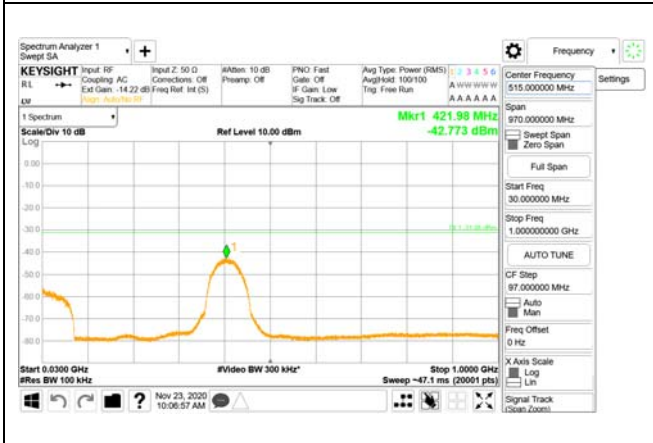 Spectrum Analyzer 1
Swept SA
+
Frequency
KEYSIGHT
RL
Input: RF
Coupling: AC
Ext Gain: -14.22 dB
Align: Auto/No RF
Input Z: 50 Ω
Corrections: Off
Freq Ref: Int (S)
#Atten: 10 dB
Preamp: Off
PNO: Fast
Gate: Off
IF Gain: Low
Sig Track: Off
Avg Type: Power (RMS)
Avg|Hold: 100/100
Trig: Free Run
1 2 3 4 5 6
A W W W W W
A A A A A A
1 Spectrum
Scale/Div 10 dB
Log
Ref Level 10.00 dBm
Mkr1 421.98 MHz
-42.773 dBm
0.00
-10.0
-20.0
-30.0
-40.0
-50.0
-60.0
-70.0
-80.0
1
Start 0.0300 GHz
#Res BW 100 kHz
#Video BW 300 kHz*
Stop 1.0000 GHz
Sweep ~47.1 ms (20001 pts)
?
Nov 23, 2020
10:06:57 AM
Center Frequency
515.000000 MHz
Settings
Span
970.000000 MHz
Swept Span
Zero Span
Full Span
Start Freq
30.000000 MHz
Stop Freq
1.000000000 GHz
AUTO TUNE
CF Step
97.000000 MHz
Auto
Man
Freq Offset
0 Hz
X Axis Scale
Log
Lin
Signal Track
(Span Zoom)